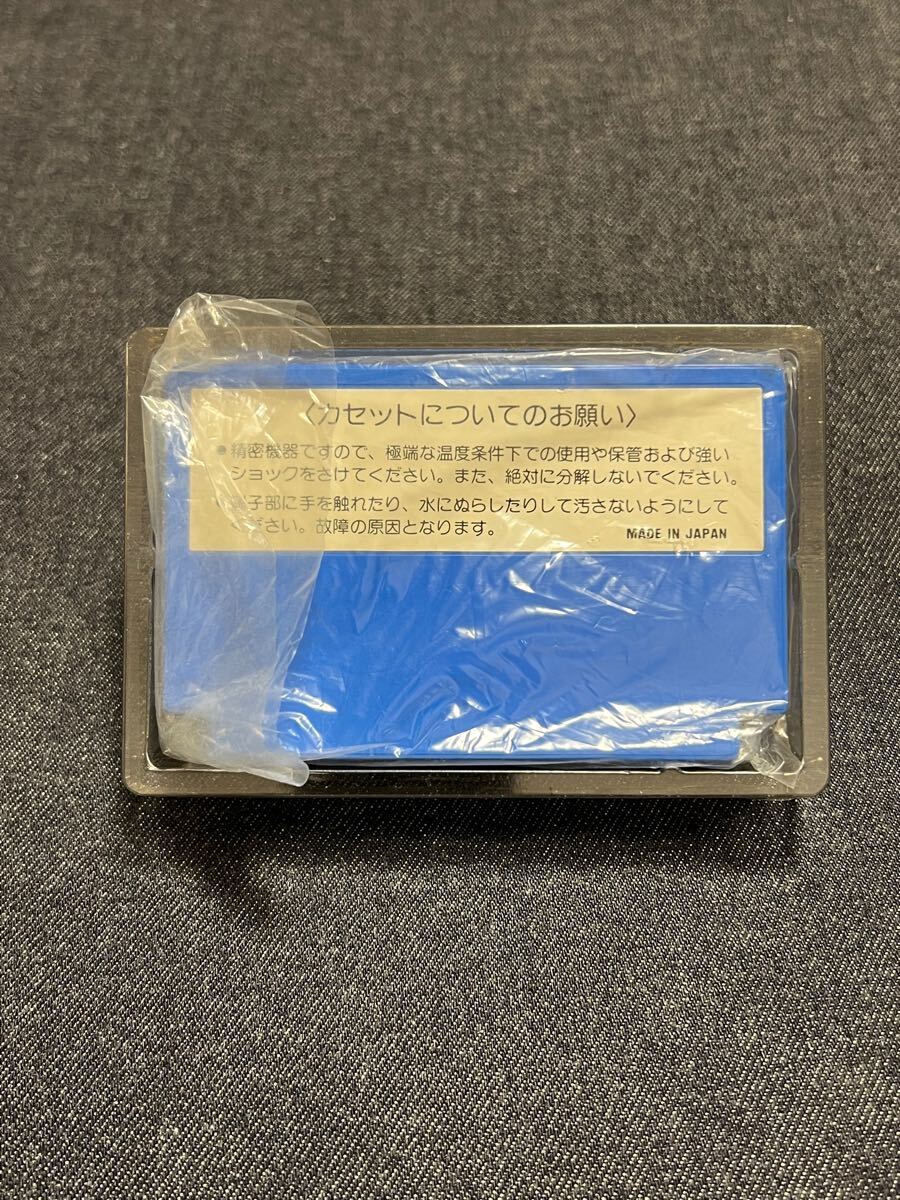 〈カセットについてのお願い〉
●精密機器ですので、極端な温度条件下での使用や保管および強い
ショックをさけてください。また、絶対に分解しないでください。
●端子部に手を触れたり、水にぬらしたりして汚さないようにして
ください。故障の原因となります。
MADE IN JAPAN